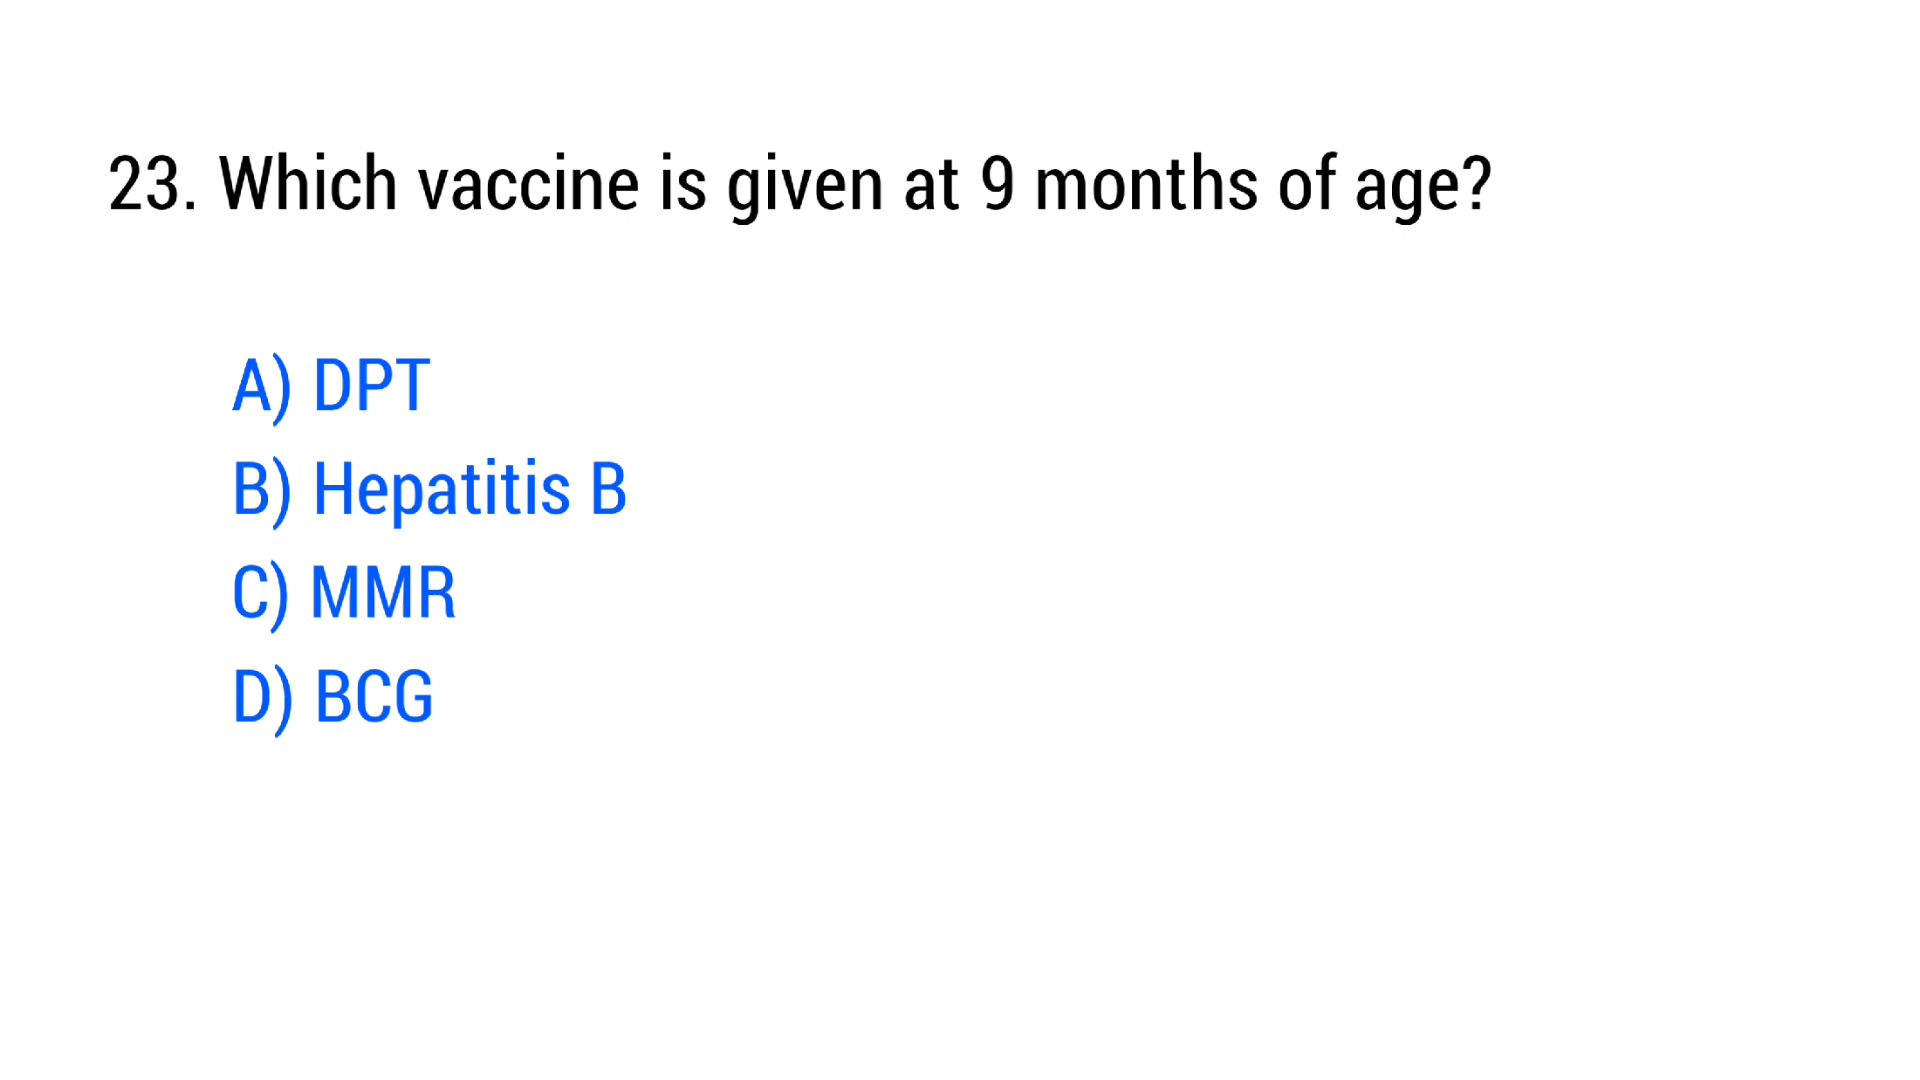 23. Which vaccine is given at 9 months of age?
A) DPT
B) Hepatitis B
C) MMR
D) BCG